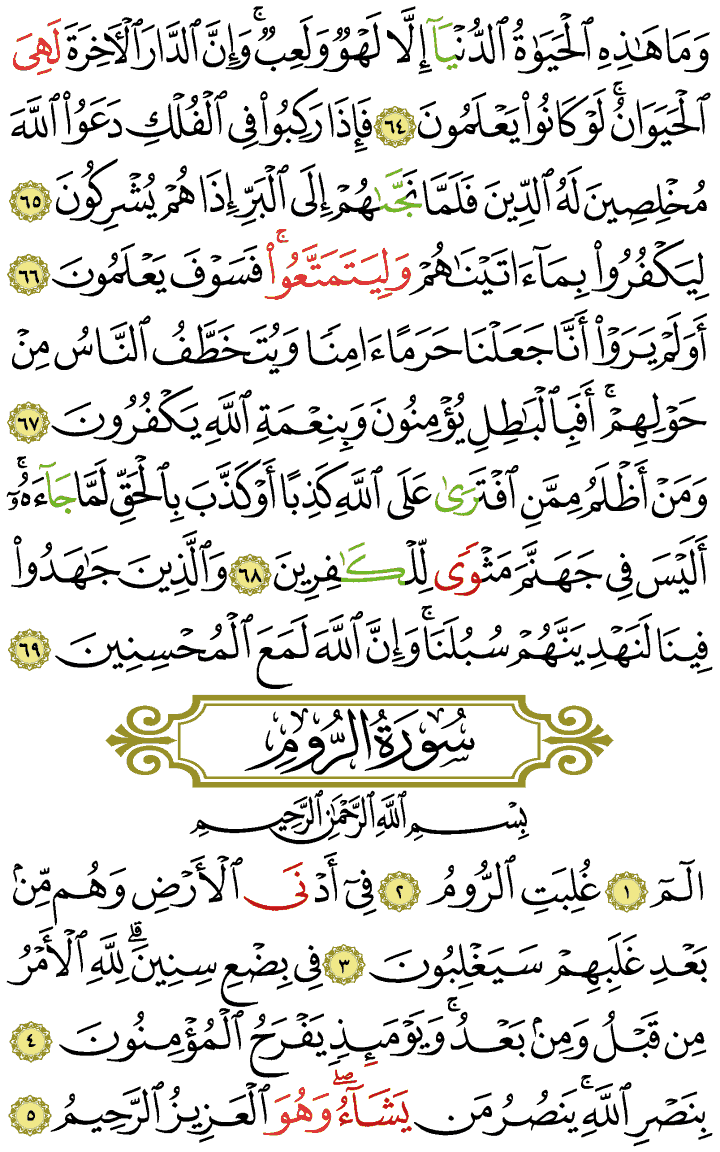 وَمَا هَٰذِهِ ٱلْحَيَوٰةُ ٱلدُّنْيَآ إِلَّا لَهْوٌ وَلَعِبٌ ۚ وَإِنَّ ٱلدَّارَ ٱلْـَٔاخِرَةَ لَهِىَ
ٱلْحَيَوَانُ ۚ لَوْ كَانُوا۟ يَعْلَمُونَ ٦٤ فَإِذَا رَكِبُوا۟ فِى ٱلْفُلْكِ دَعَوُا۟ ٱللَّهَ
مُخْلِصِينَ لَهُ ٱلدِّينَ فَلَمَّا نَجَّىٰهُمْ إِلَى ٱلْبَرِّ إِذَا هُمْ يُشْرِكُونَ ٦٥
لِيَكْفُرُوا۟ بِمَآ ءَاتَيْنَٰهُمْ وَلِيَتَمَتَّعُوا۟ ۚ فَسَوْفَ يَعْلَمُونَ ٦٦
أَوَلَمْ يَرَوْا۟ أَنَّا جَعَلْنَا حَرَمًا ءَامِنًا وَيُتَخَطَّفُ ٱلنَّاسُ مِنْ
حَوْلِهِمْ ۚ أَفَبِٱلْبَٰطِلِ يُؤْمِنُونَ وَبِنِعْمَةِ ٱللَّهِ يَكْفُرُونَ ٦٧
وَمَنْ أَظْلَمُ مِمَّنِ ٱفْتَرَىٰ عَلَى ٱللَّهِ كَذِبًا أَوْ كَذَّبَ بِٱلْحَقِّ لَمَّا جَآءَهُۥٓ ۚ
أَلَيْسَ فِى جَهَنَّمَ مَثْوًى لِّلْكَٰفِرِينَ ٦٨ وَٱلَّذِينَ جَٰهَدُوا۟
فِينَا لَنَهْدِيَنَّهُمْ سُبُلَنَا ۚ وَإِنَّ ٱللَّهَ لَمَعَ ٱلْمُحْسِنِينَ ٦٩
سُورَةُ الرُّومِ
بِسْمِ ٱللَّهِ ٱلرَّحْمَٰنِ ٱلرَّحِيمِ
الٓمٓ ١ غُلِبَتِ ٱلرُّومُ ٢ فِىٓ أَدْنَى ٱلْأَرْضِ وَهُم مِّنۢ
بَعْدِ غَلَبِهِمْ سَيَغْلِبُونَ ٣ فِى بِضْعِ سِنِينَ ۗ لِلَّهِ ٱلْأَمْرُ
مِن قَبْلُ وَمِنۢ بَعْدُ ۚ وَيَوْمَئِذٍ يَفْرَحُ ٱلْمُؤْمِنُونَ ٤
بِنَصْرِ ٱللَّهِ ۚ يَنصُرُ مَن يَشَآءُ ۖ وَهُوَ ٱلْعَزِيزُ ٱلرَّحِيمُ ٥